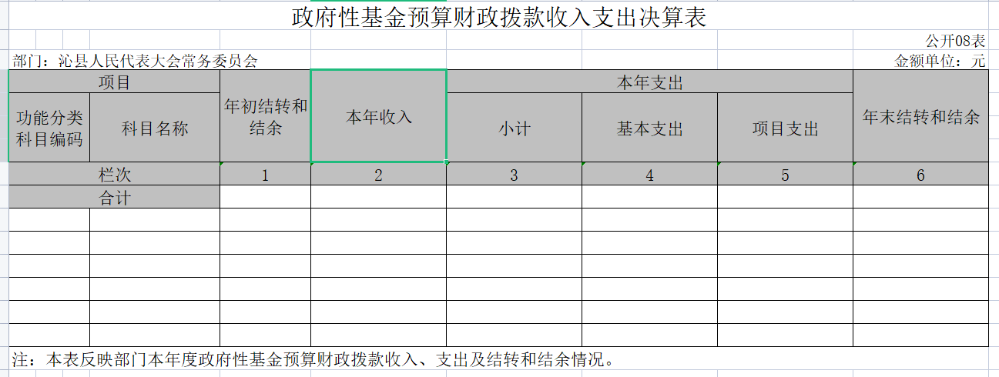 政府性基金预算财政拨款收入支出决算表
公开08表
部门：沁县人民代表大会常务委员会 金额单位：元
项目 年初结转和结余 本年收入 本年支出 年末结转和结余
功能分类科目编码 科目名称 小计 基本支出 项目支出
栏次 1 2 3 4 5 6
合计
注：本表反映部门本年度政府性基金预算财政拨款收入、支出及结转和结余情况。